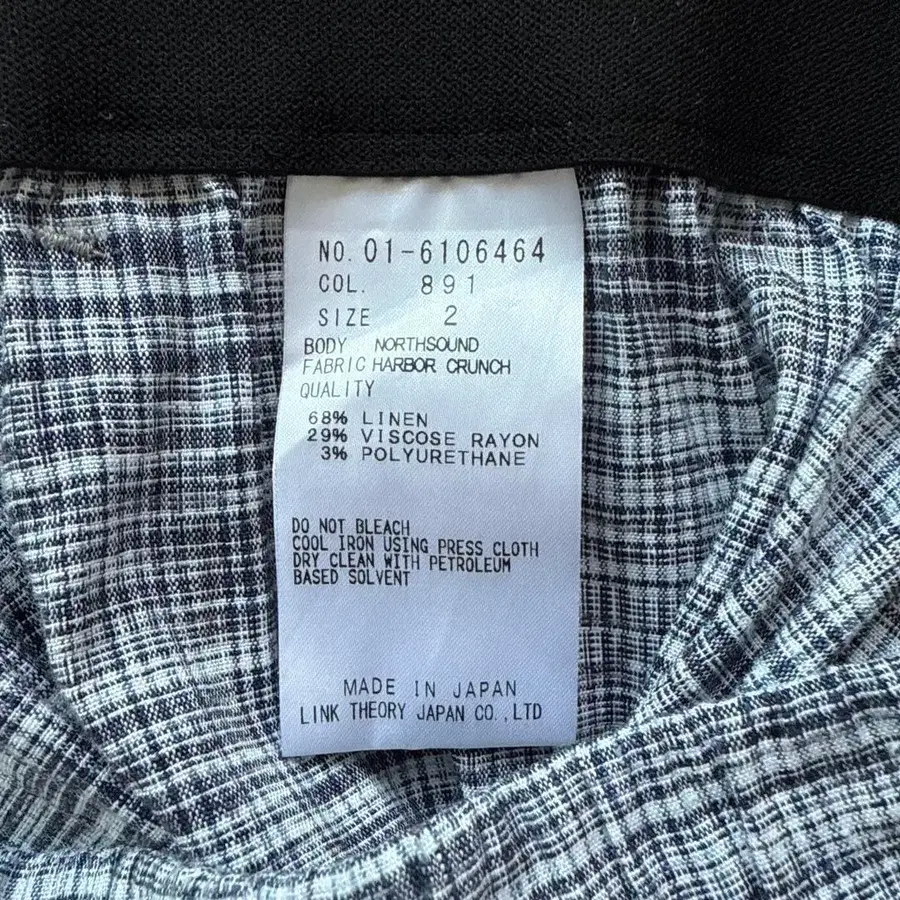 NO. 01-6106464
COL. 891
SIZE 2
BODY NORTHSOUND
FABRIC HARBOR CRUNCH
QUALITY
68% LINEN
29% VISCOSE RAYON
3% POLYURETHANE
DO NOT BLEACH
COOL IRON USING PRESS CLOTH
DRY CLEAN WITH PETROLEUM
BASED SOLVENT
MADE IN JAPAN
LINK THEORY JAPAN CO.,LTD